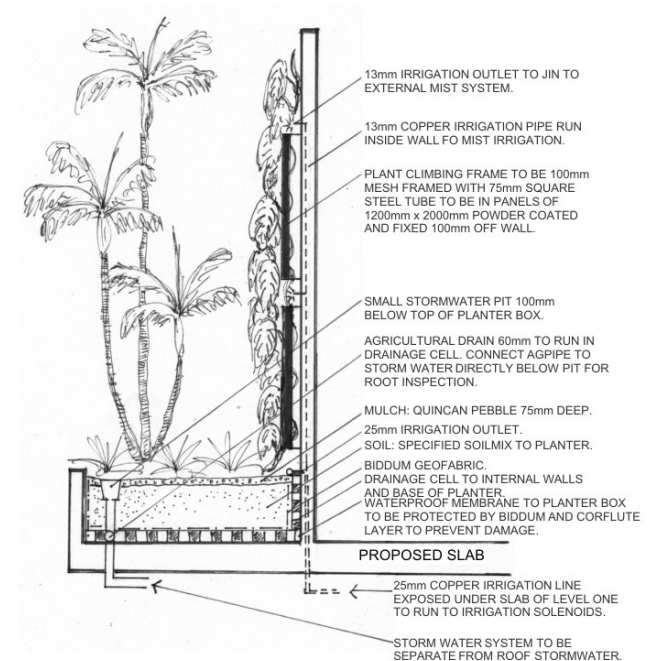 13mm IRRIGATION OUTLET TO JIN TO
EXTERNAL MIST SYSTEM.
13mm COPPER IRRIGATION PIPE RUN
INSIDE WALL FO MIST IRRIGATION.
PLANT CLIMBING FRAME TO BE 100mm
MESH FRAMED WITH 75mm SQUARE
STEEL TUBE TO BE IN PANELS OF
1200mm x 2000mm POWDER COATED
AND FIXED 100mm OFF WALL.
SMALL STORMWATER PIT 100mm
BELOW TOP OF PLANTER BOX.
AGRICULTURAL DRAIN 60mm TO RUN IN
DRAINAGE CELL. CONNECT AGPIPE TO
STORM WATER DIRECTLY BELOW PIT FOR
ROOT INSPECTION.
MULCH: QUINCAN PEBBLE 75mm DEEP.
25mm IRRIGATION OUTLET.
SOIL: SPECIFIED SOILMIX TO PLANTER.
BIDDUM GEOFABRIC.
DRAINAGE CELL TO INTERNAL WALLS
AND BASE OF PLANTER.
WATERPROOF MEMBRANE TO PLANTER BOX
TO BE PROTECTED BY BIDDUM AND CORFLUTE
LAYER TO PREVENT DAMAGE.
PROPOSED SLAB
25mm COPPER IRRIGATION LINE
EXPOSED UNDER SLAB OF LEVEL ONE
TO RUN TO IRRIGATION SOLENOIDS.
STORM WATER SYSTEM TO BE
SEPARATE FROM ROOF STORMWATER.